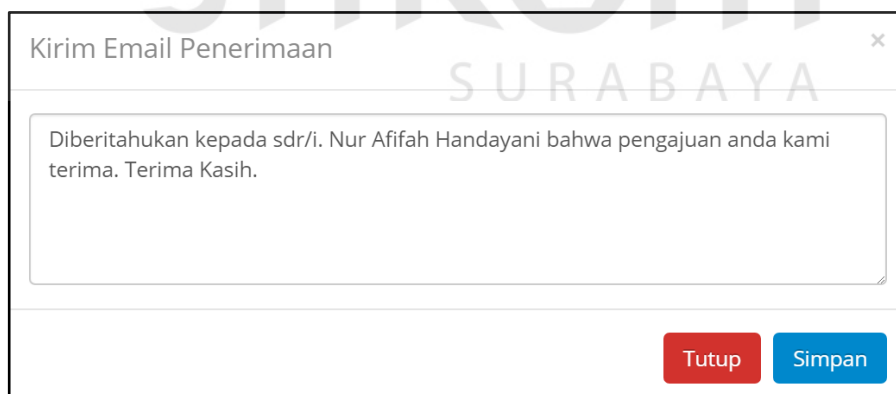 Kirim Email Penerimaan
×
SURABAYA
Diberitahukan kepada sdr/i. Nur Afifah Handayani bahwa pengajuan anda kami
terima. Terima Kasih.
Tutup Simpan